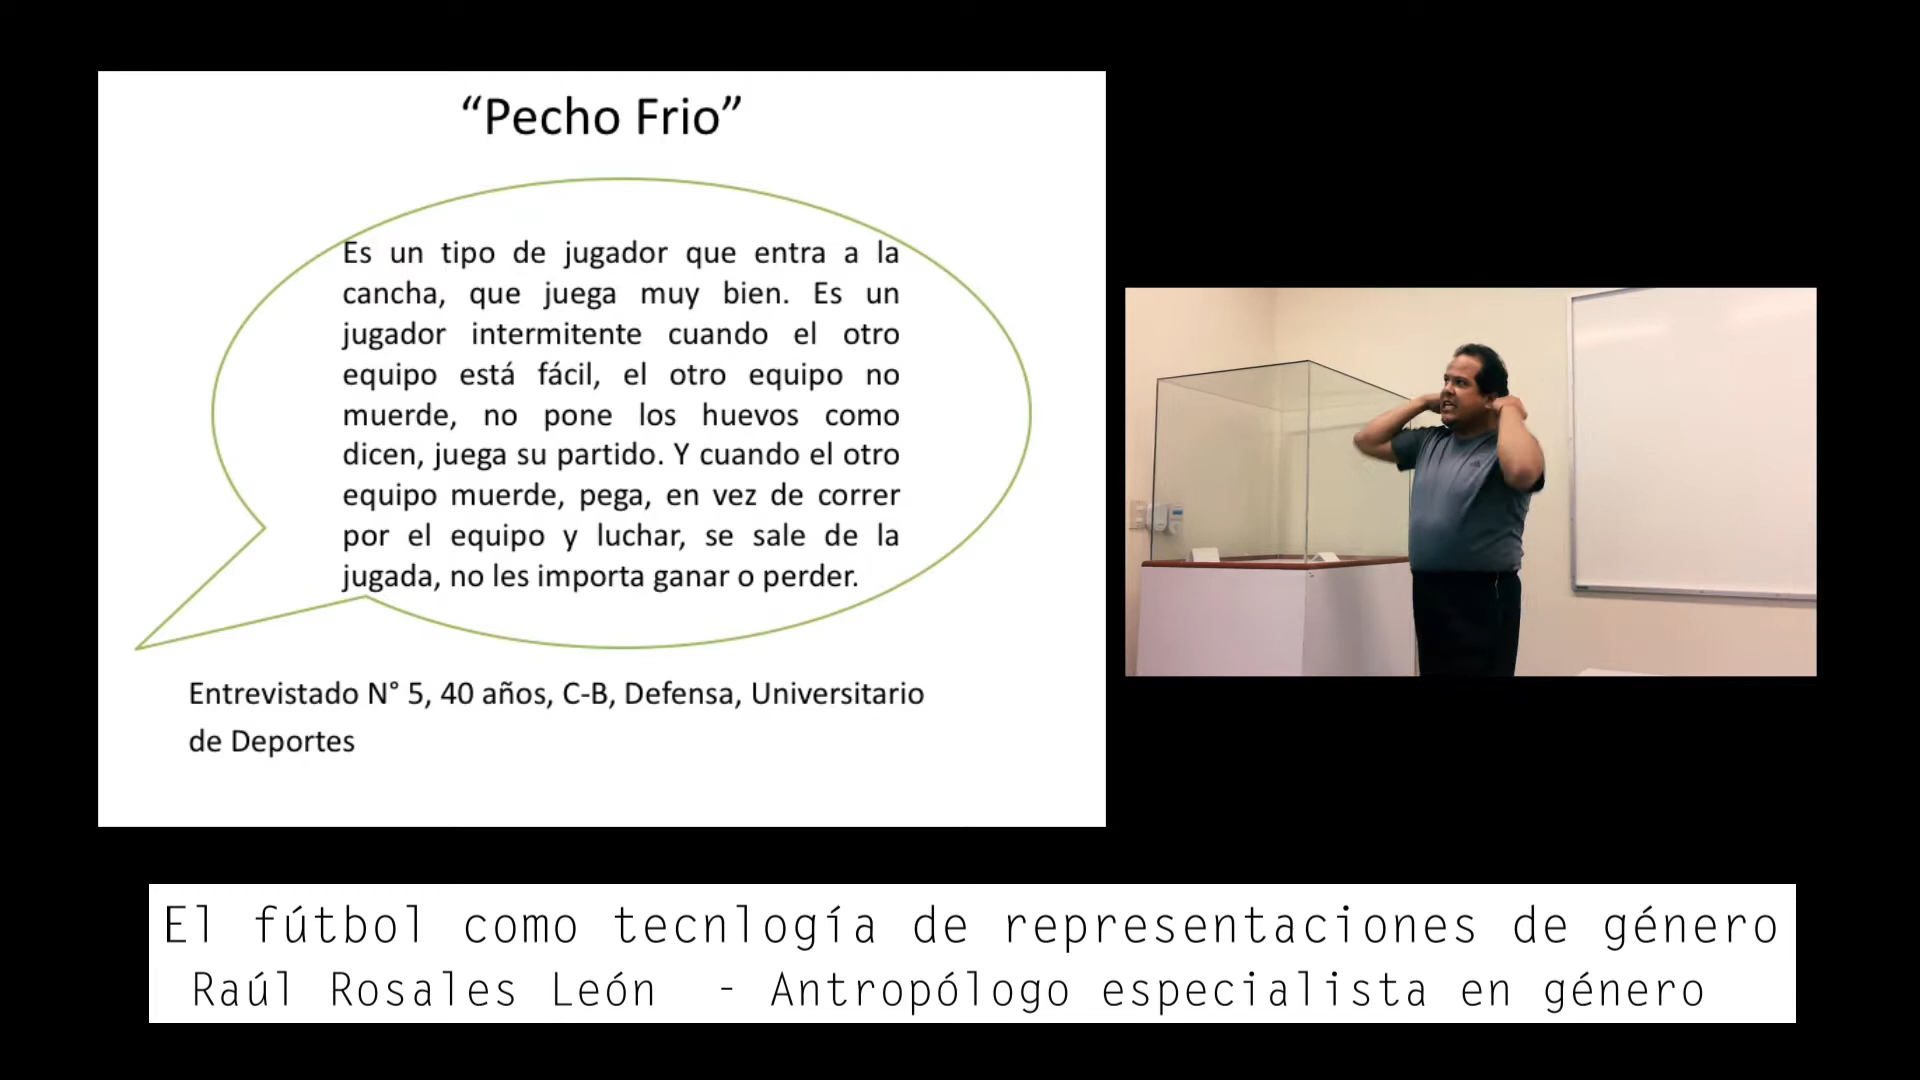 “Pecho Frio”
Es un tipo de jugador que entra a la
cancha, que juega muy bien. Es un
jugador intermitente cuando el otro
equipo está fácil, el otro equipo no
muerde, no pone los huevos como
dicen, juega su partido. Y cuando el otro
equipo muerde, pega, en vez de correr
por el equipo y luchar, se sale de la
jugada, no les importa ganar o perder.
Entrevistado N° 5, 40 años, C-B, Defensa, Universitario
de Deportes
El fútbol como tecnlogía de representaciones de género
Raúl Rosales León - Antropólogo especialista en género